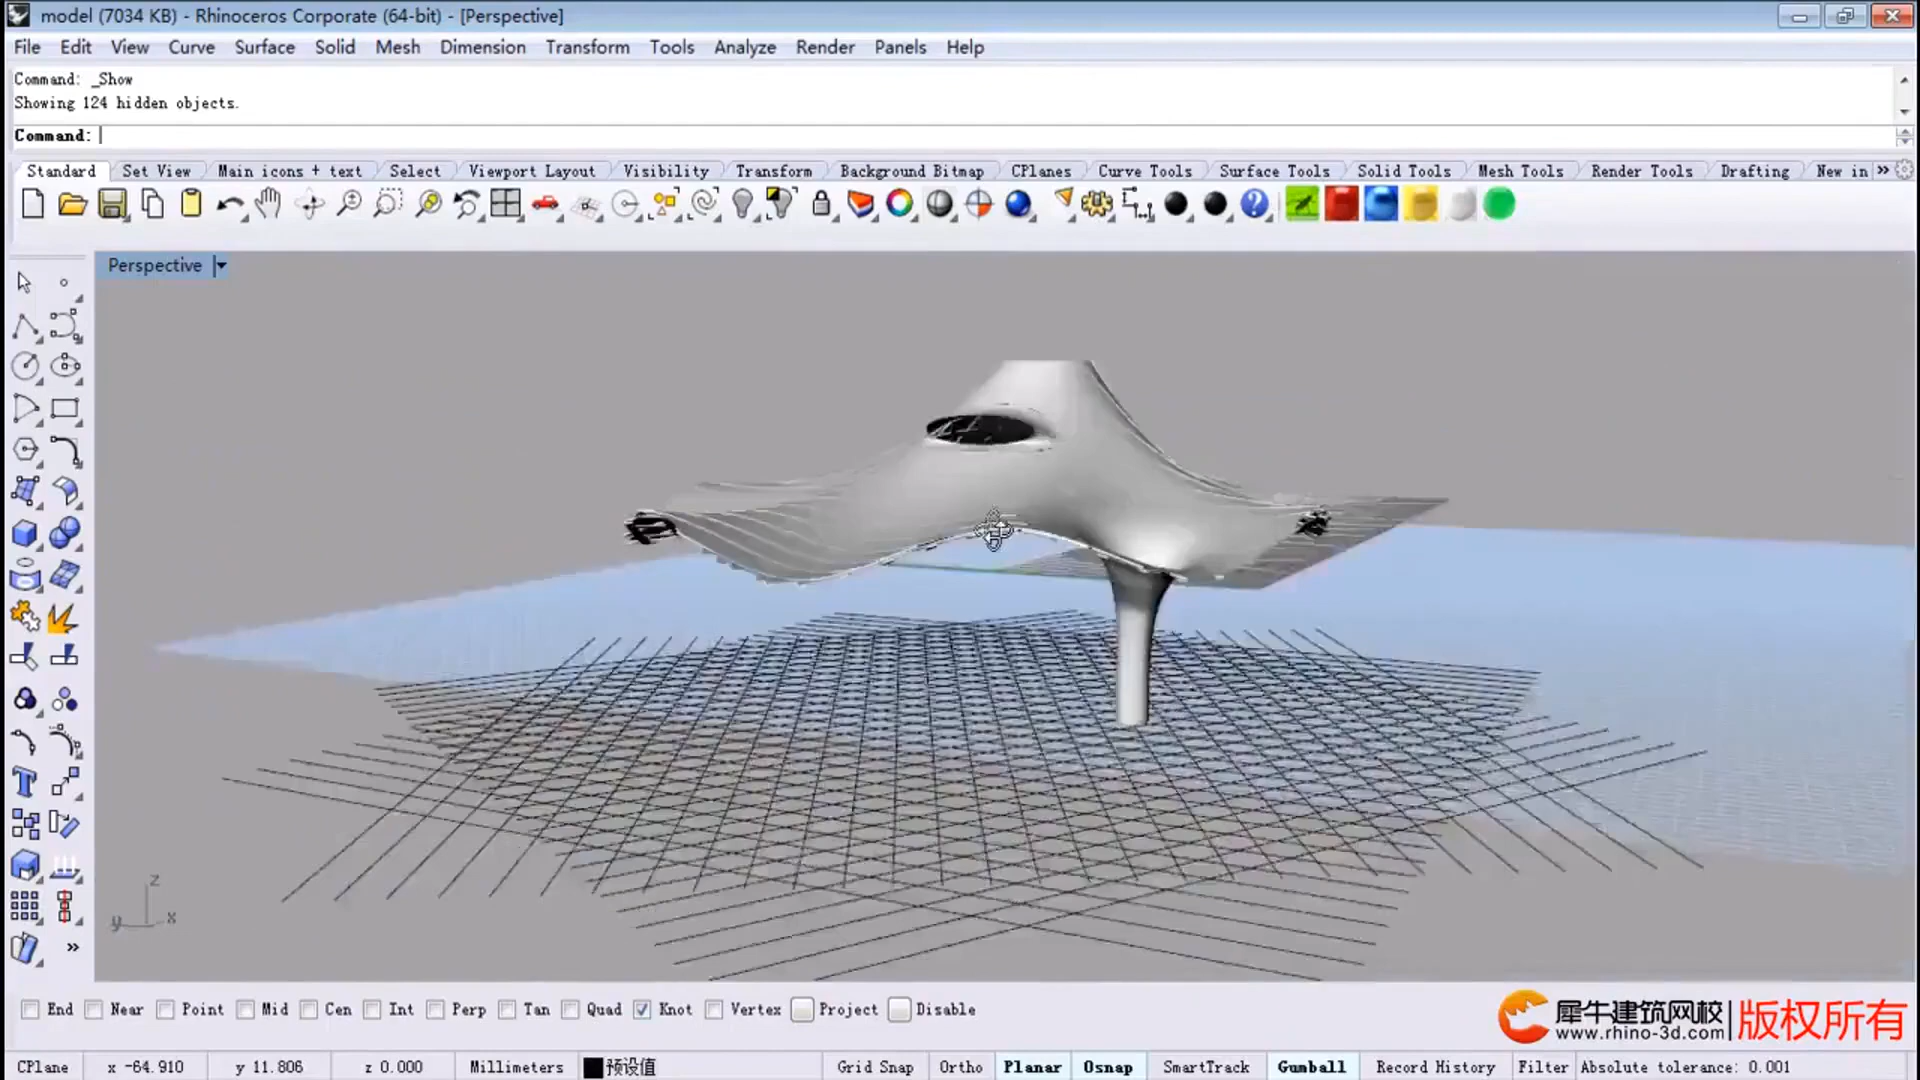 model (7034 KB) - Rhinoceros Corporate (64-bit) - [Perspective]
File Edit View Curve Surface Solid Mesh Dimension Transform Tools Analyze Render Panels Help
Command: _Show
Showing 124 hidden objects.
Command:
Standard Set View Main icons + text Select Viewport Layout Visibility Transform Background Bitmap CPlanes Curve Tools Surface Tools Solid Tools Mesh Tools Render Tools Drafting New in »
Perspective
z
y x
End Near Point Mid Cen Int Perp Tan Quad Knot Vertex Project Disable
犀牛建筑网校
www.rhino-3d.com
版权所有
CPlane x -64.910 y 11.806 z 0.000 Millimeters 预设值 Grid Snap Ortho Planar Osnap SmartTrack Gumball Record History Filter Absolute tolerance: 0.001